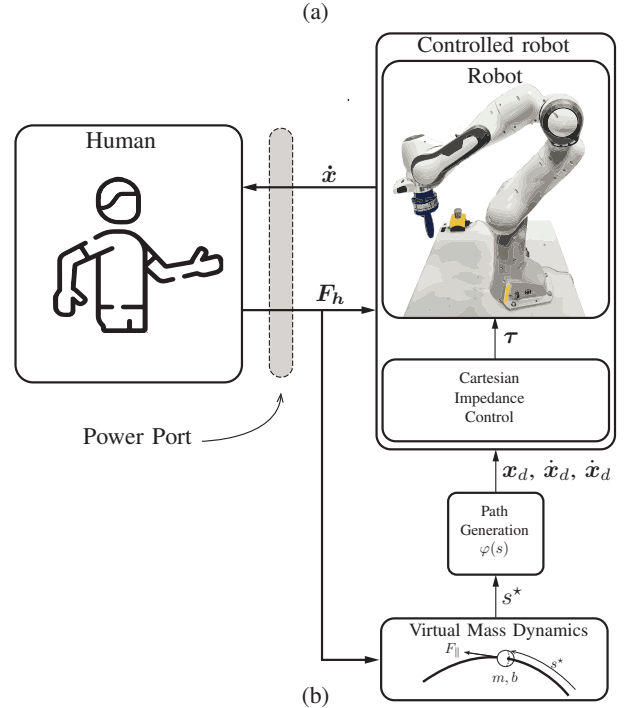 (a)
Controlled robot
Robot
Human
ẋ
F_h
τ
Cartesian
Impedance
Control
Power Port
x_d, ẋ_d, ẋ_d
Path
Generation
φ(s)
s⋆
Virtual Mass Dynamics
F_∥
s⋆
m, b
(b)